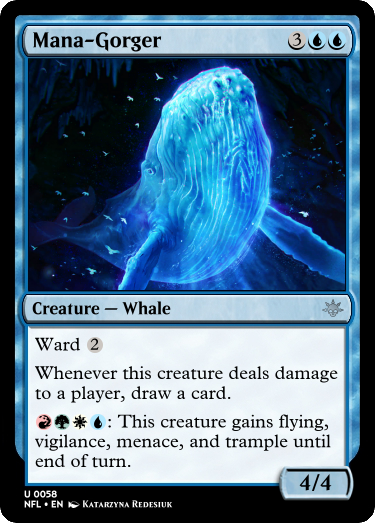 Mana-Gorger 3
Creature — Whale
Ward 2
Whenever this creature deals damage
to a player, draw a card.
: This creature gains flying,
vigilance, menace, and trample until
end of turn.
4/4
U 0058
NFL • EN Katarzyna Redesiuk